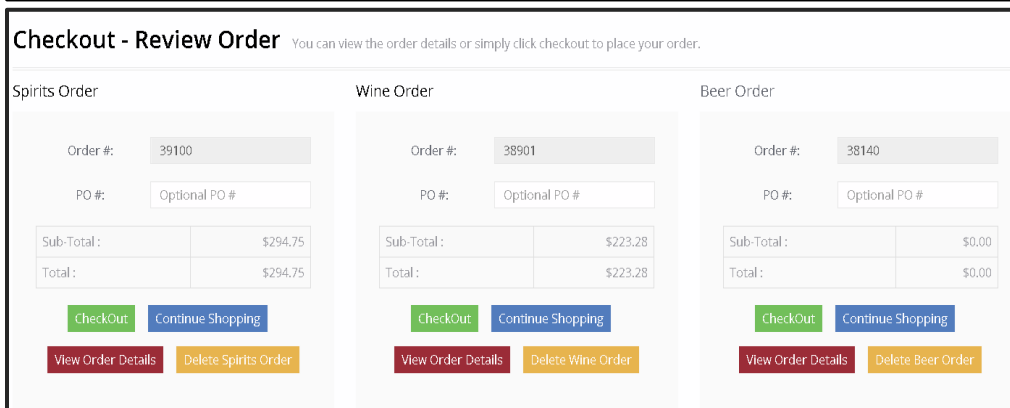 Checkout - Review Order You can view the order details or simply click checkout to place your order.
Spirits Order
Order #: 39100
PO #: Optional PO #
Sub-Total : $294.75
Total : $294.75
CheckOut Continue Shopping
View Order Details Delete Spirits Order
Wine Order
Order #: 38901
PO #: Optional PO #
Sub-Total : $223.28
Total : $223.28
CheckOut Continue Shopping
View Order Details Delete Wine Order
Beer Order
Order #: 38140
PO #: Optional PO #
Sub-Total : $0.00
Total : $0.00
CheckOut Continue Shopping
View Order Details Delete Beer Order